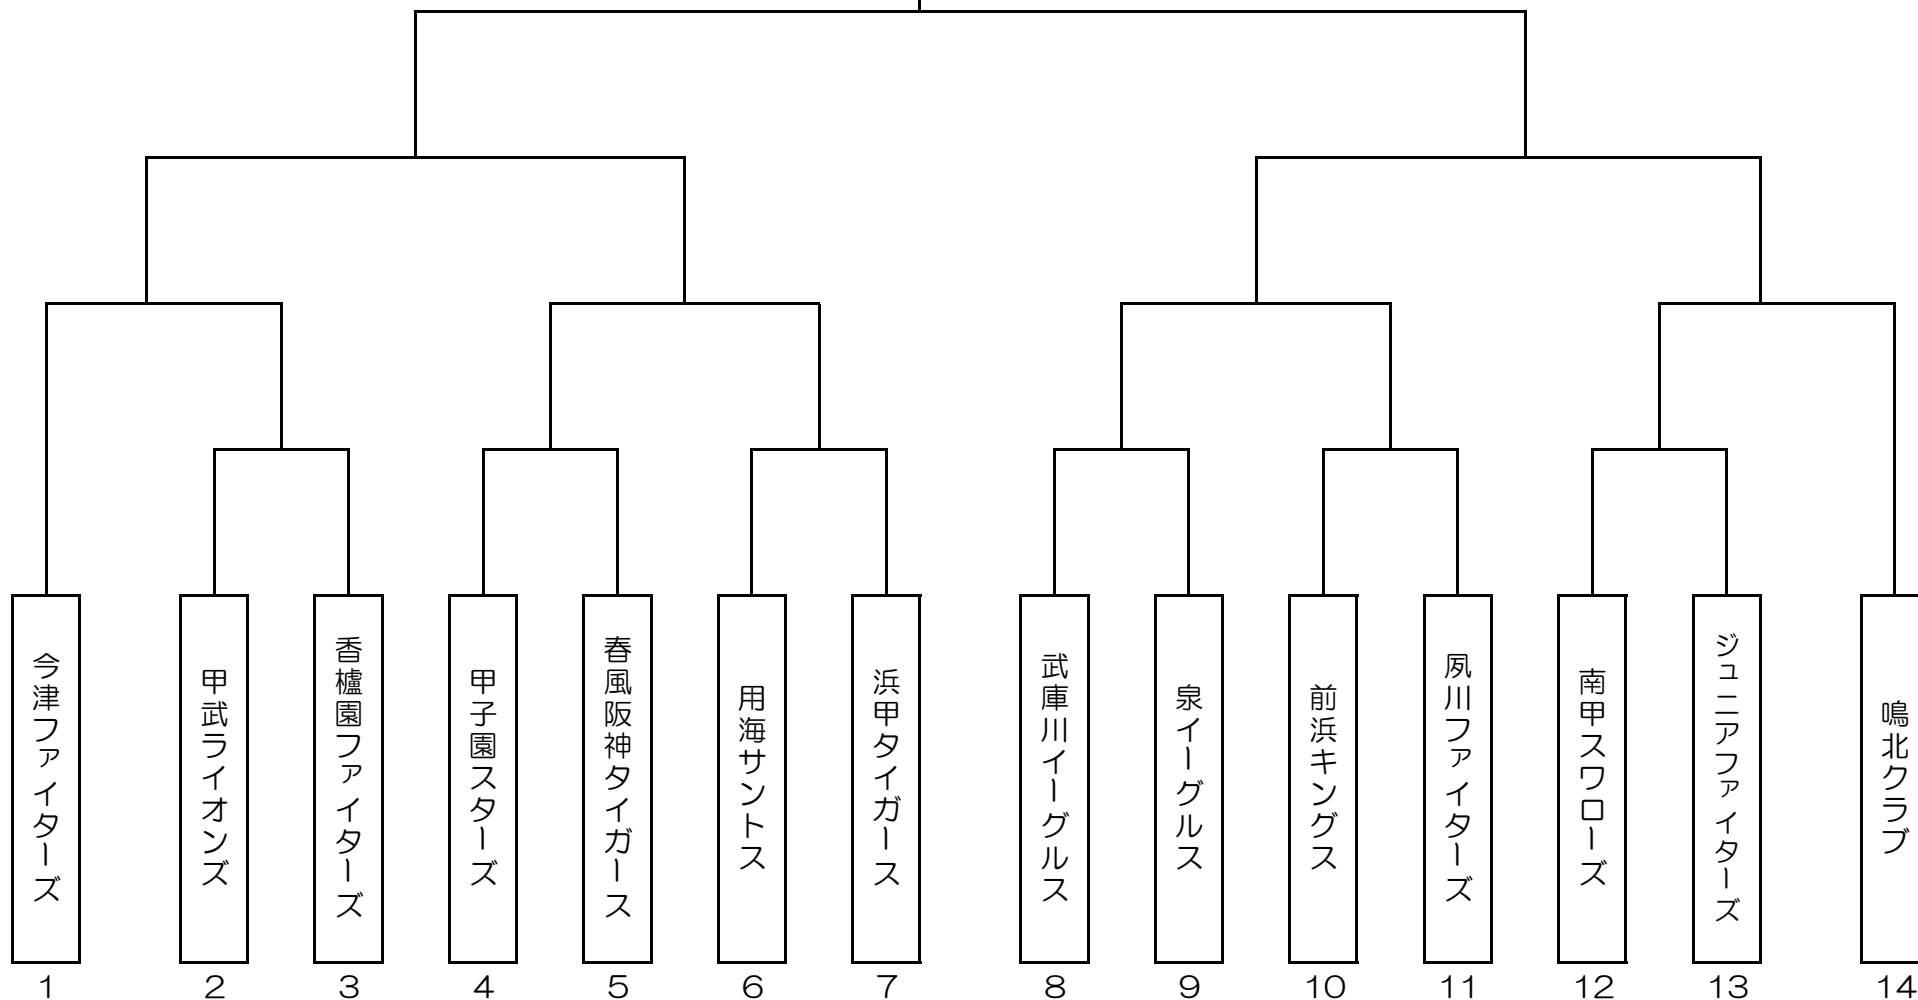 今津ファイターズ
甲武ライオンズ
香櫨園ファイターズ
甲子園スターズ
春風阪神タイガース
用海サントス
浜甲タイガース
武庫川イーグルス
泉イーグルス
前浜キングス
夙川ファイターズ
南甲スワローズ
ジュニアファイターズ
鳴北クラブ
1 2 3 4 5 6 7 8 9 10 11 12 13 14